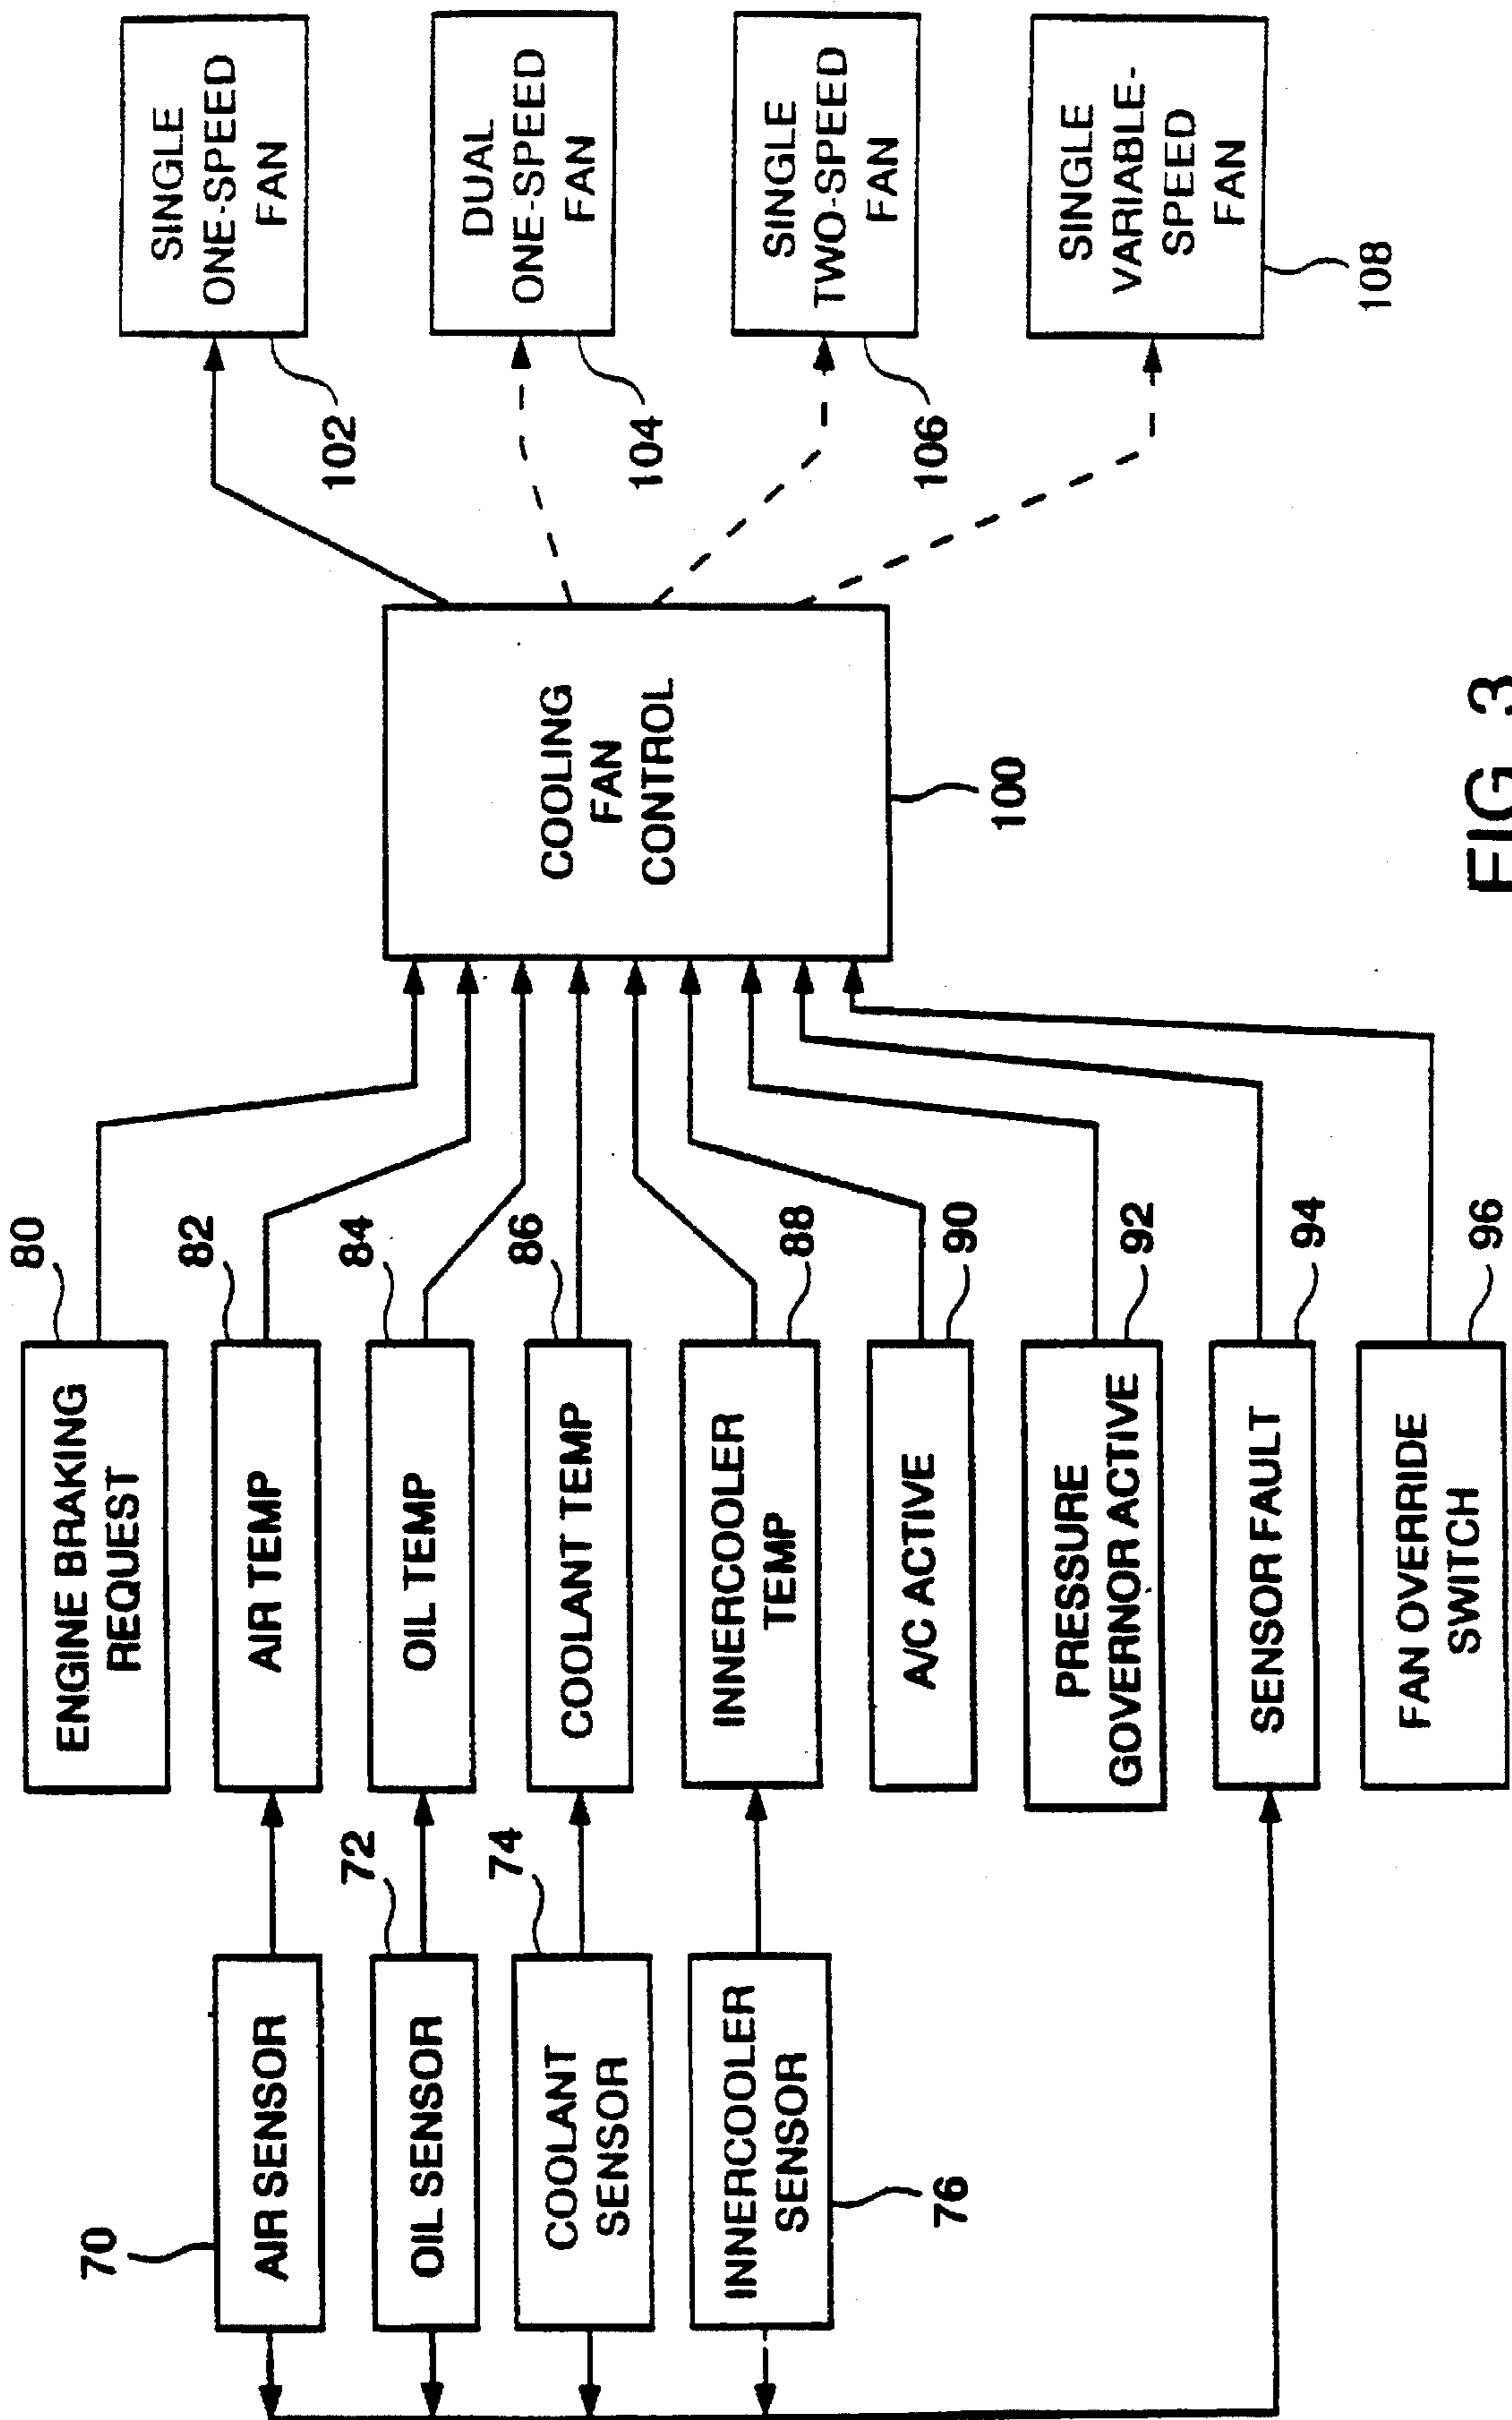 80
ENGINE BRAKING
REQUEST
70
AIR SENSOR
82
AIR TEMP
72
OIL SENSOR
84
OIL TEMP
74
COOLANT
SENSOR
86
COOLANT TEMP
76
INNERCOOLER
SENSOR
88
INNERCOOLER
TEMP
90
A/C ACTIVE
92
PRESSURE
GOVERNOR ACTIVE
94
SENSOR FAULT
96
FAN OVERRIDE
SWITCH
COOLING
FAN
CONTROL
100
SINGLE
ONE-SPEED
FAN
102
DUAL
ONE-SPEED
FAN
104
SINGLE
TWO-SPEED
FAN
106
SINGLE
VARIABLE-
SPEED
FAN
108
FIG 3